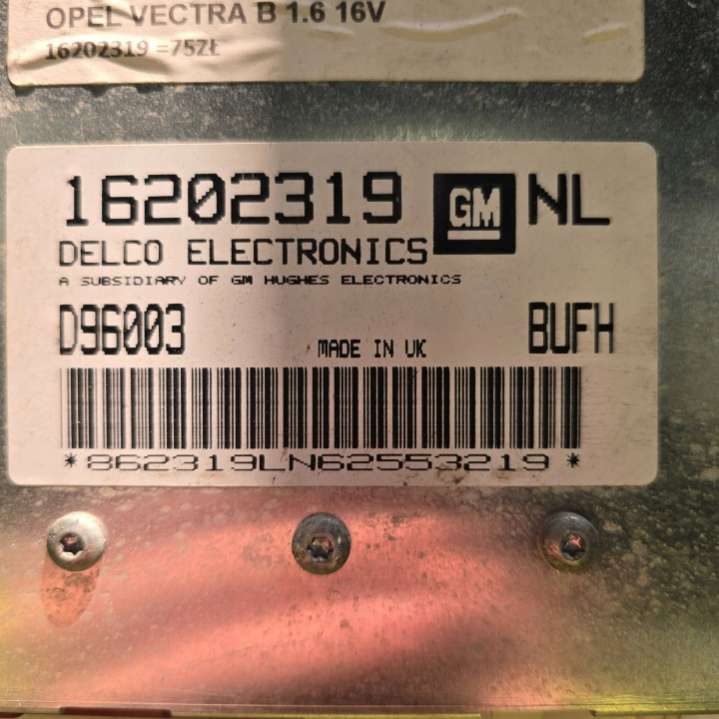 OPEL VECTRA B 1.6 16V
16202319 =75ZŁ
16202319 GM NL
DELCO ELECTRONICS
A SUBSIDIARY OF GM HUGHES ELECTRONICS
D96003 MADE IN UK BUFH
*862319LN62553219*